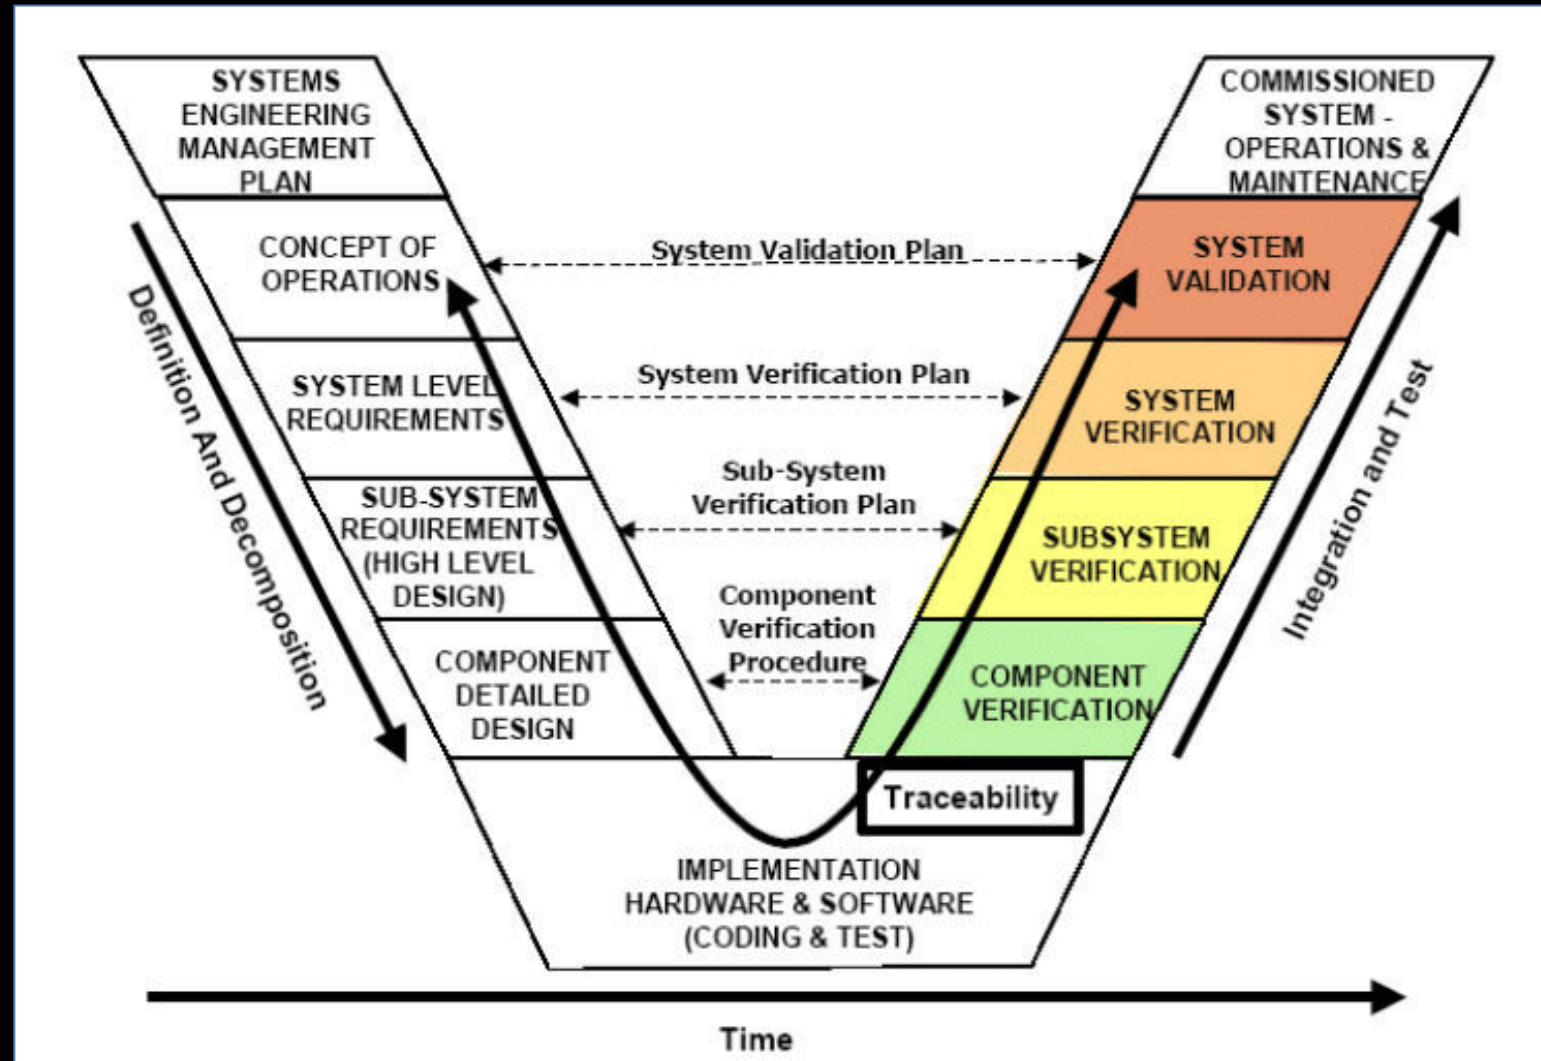 SYSTEMS
ENGINEERING
MANAGEMENT
PLAN
COMMISSIONED
SYSTEM -
OPERATIONS &
MAINTENANCE
CONCEPT OF
OPERATIONS
System Validation Plan
SYSTEM
VALIDATION
Definition And Decomposition
SYSTEM LEVEL
REQUIREMENTS
System Verification Plan
SYSTEM
VERIFICATION
Integration and Test
SUB-SYSTEM
REQUIREMENTS
(HIGH LEVEL
DESIGN)
Sub-System
Verification Plan
SUBSYSTEM
VERIFICATION
COMPONENT
DETAILED
DESIGN
Component
Verification
Procedure
COMPONENT
VERIFICATION
Traceability
IMPLEMENTATION
HARDWARE & SOFTWARE
(CODING & TEST)
Time